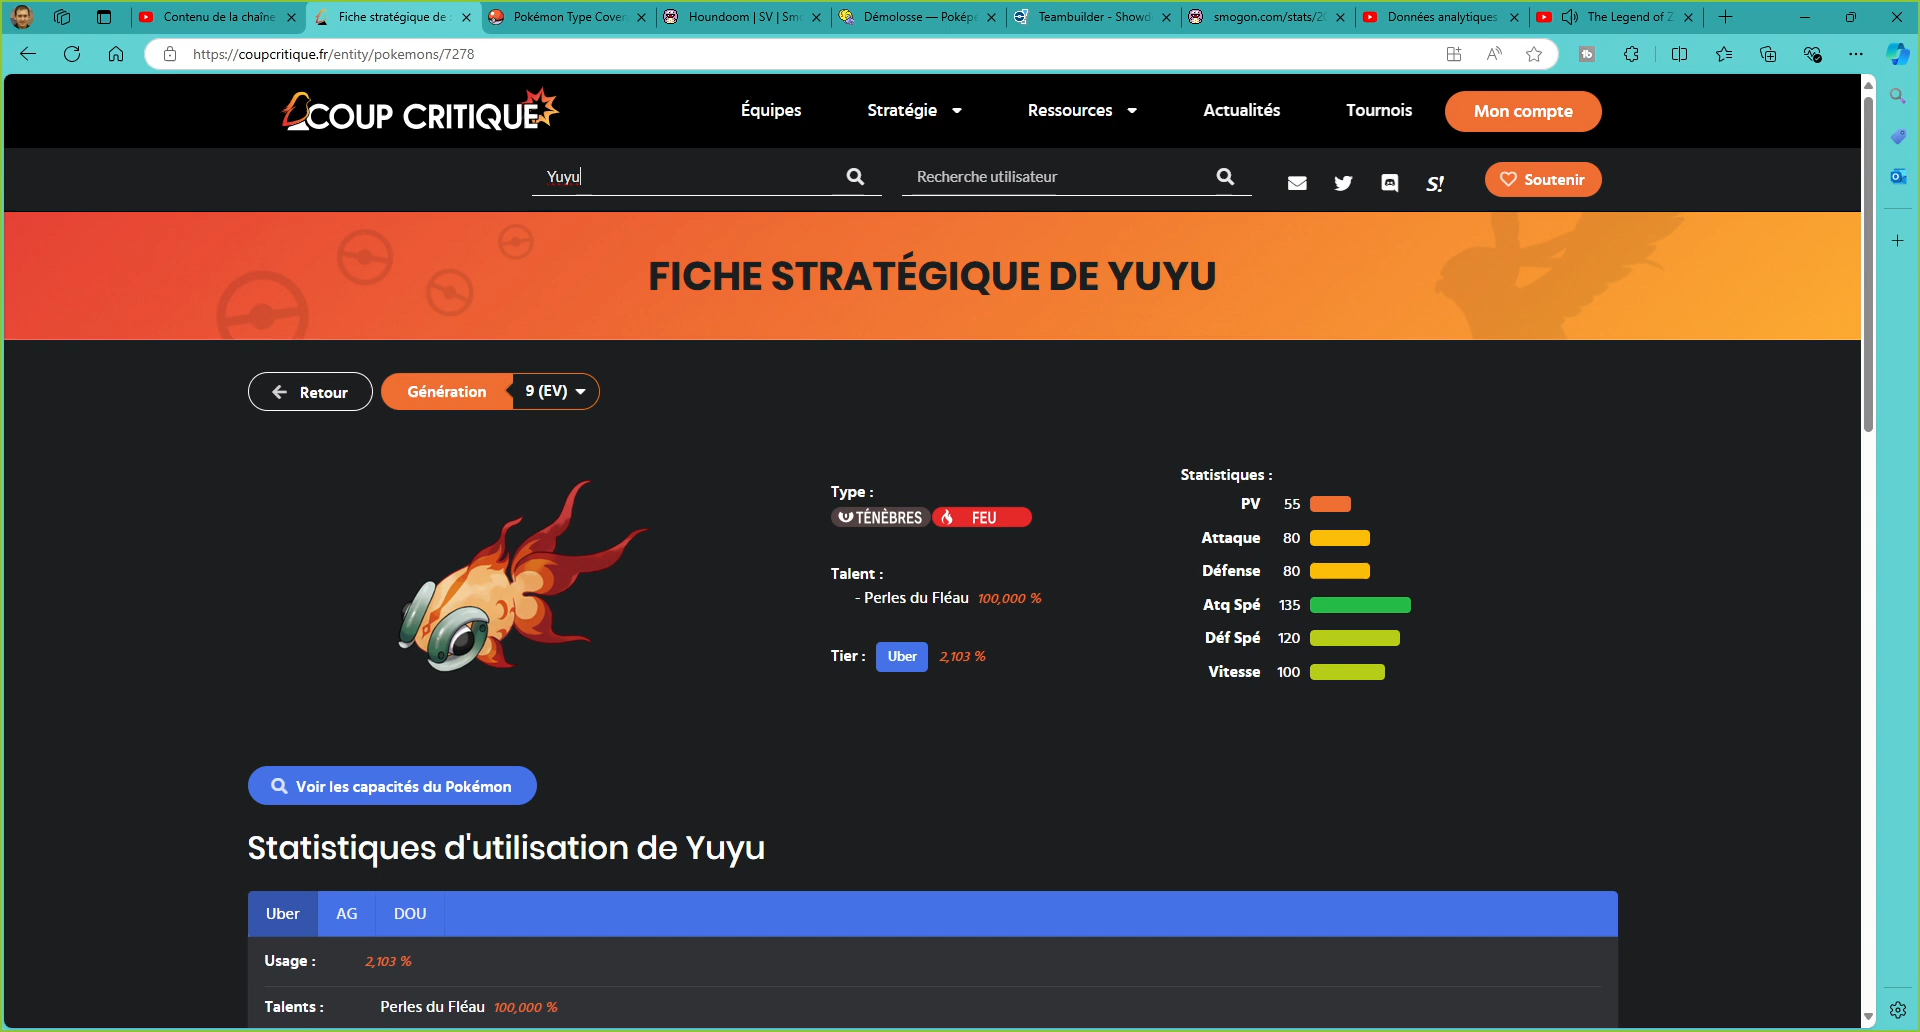 Contenu de la chaîne
Fiche stratégique de
Pokémon Type Cover
Houndoom | SV | Smo
Démolosse — Poképé
Teambuilder - Showd
smogon.com/stats/20
Données analytiques
The Legend of Z
https://coupcritique.fr/entity/pokemons/7278
COUP CRITIQUE
Équipes
Stratégie
Ressources
Actualités
Tournois
Mon compte
Yuyu
Recherche utilisateur
S!
Soutenir
FICHE STRATÉGIQUE DE YUYU
Retour
Génération
9 (EV)
Type :
TÉNÈBRES
FEU
Talent :
- Perles du Fléau 100,000 %
Tier :
Uber
2,103 %
Statistiques :
PV 55
Attaque 80
Défense 80
Atq Spé 135
Déf Spé 120
Vitesse 100
Voir les capacités du Pokémon
Statistiques d'utilisation de Yuyu
Uber
AG
DOU
Usage : 2,103 %
Talents : Perles du Fléau 100,000 %